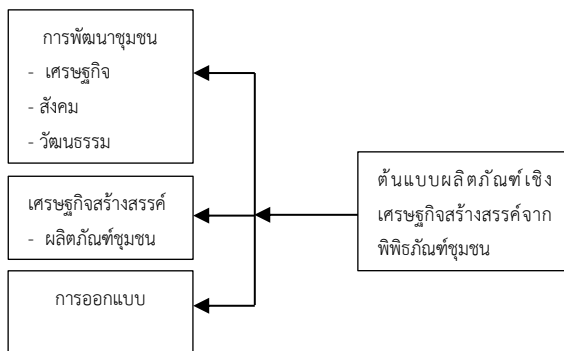 การพัฒนาชุมชน
- เศรษฐกิจ
- สังคม
- วัฒนธรรม
เศรษฐกิจสร้างสรรค์
- ผลิตภัณฑ์ชุมชน
การออกแบบ
ต้นแบบผลิตภัณฑ์เชิง
เศรษฐกิจสร้างสรรค์จาก
พิพิธภัณฑ์ชุมชน